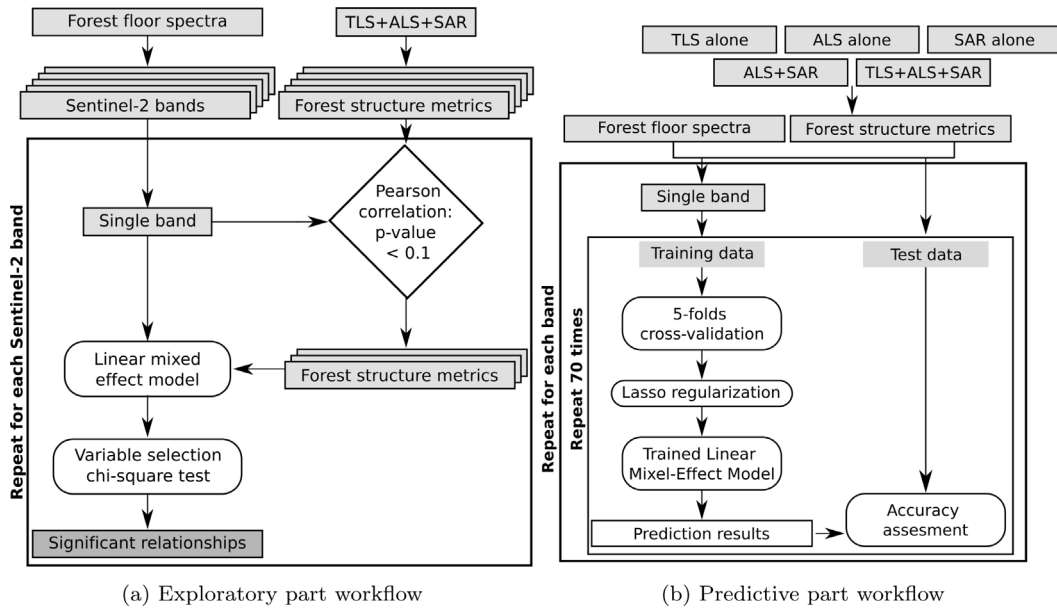 Forest floor spectra
TLS+ALS+SAR
Sentinel-2 bands
Forest structure metrics
Repeat for each Sentinel-2 band
Single band
Pearson
correlation:
p-value
< 0.1
Linear mixed
effect model
Forest structure metrics
Variable selection
chi-square test
Significant relationships
(a) Exploratory part workflow
TLS alone
ALS alone
SAR alone
ALS+SAR
TLS+ALS+SAR
Forest floor spectra
Forest structure metrics
Repeat for each band
Single band
Repeat 70 times
Training data
Test data
5-folds
cross-validation
Lasso regularization
Trained Linear
Mixel-Effect Model
Prediction results
Accuracy
assesment
(b) Predictive part workflow